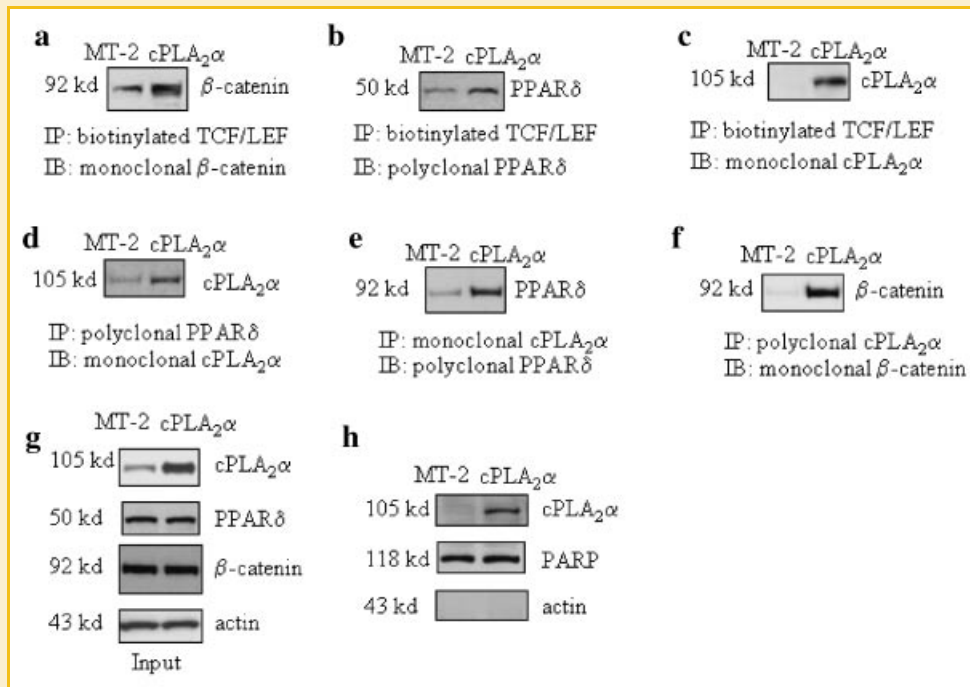 a
MT-2 cPLA₂α
92 kd β-catenin
IP: biotinylated TCF/LEF
IB: monoclonal β-catenin
b
MT-2 cPLA₂α
50 kd PPARδ
IP: biotinylated TCF/LEF
IB: polyclonal PPARδ
c
MT-2 cPLA₂α
105 kd cPLA₂α
IP: biotinylated TCF/LEF
IB: monoclonal cPLA₂α
d
MT-2 cPLA₂α
105 kd cPLA₂α
IP: polyclonal PPARδ
IB: monoclonal cPLA₂α
e
MT-2 cPLA₂α
92 kd PPARδ
IP: monoclonal cPLA₂α
IB: polyclonal PPARδ
f
MT-2 cPLA₂α
92 kd β-catenin
IP: polyclonal cPLA₂α
IB: monoclonal β-catenin
g
MT-2 cPLA₂α
105 kd cPLA₂α
50 kd PPARδ
92 kd β-catenin
43 kd actin
Input
h
MT-2 cPLA₂α
105 kd cPLA₂α
118 kd PARP
43 kd actin